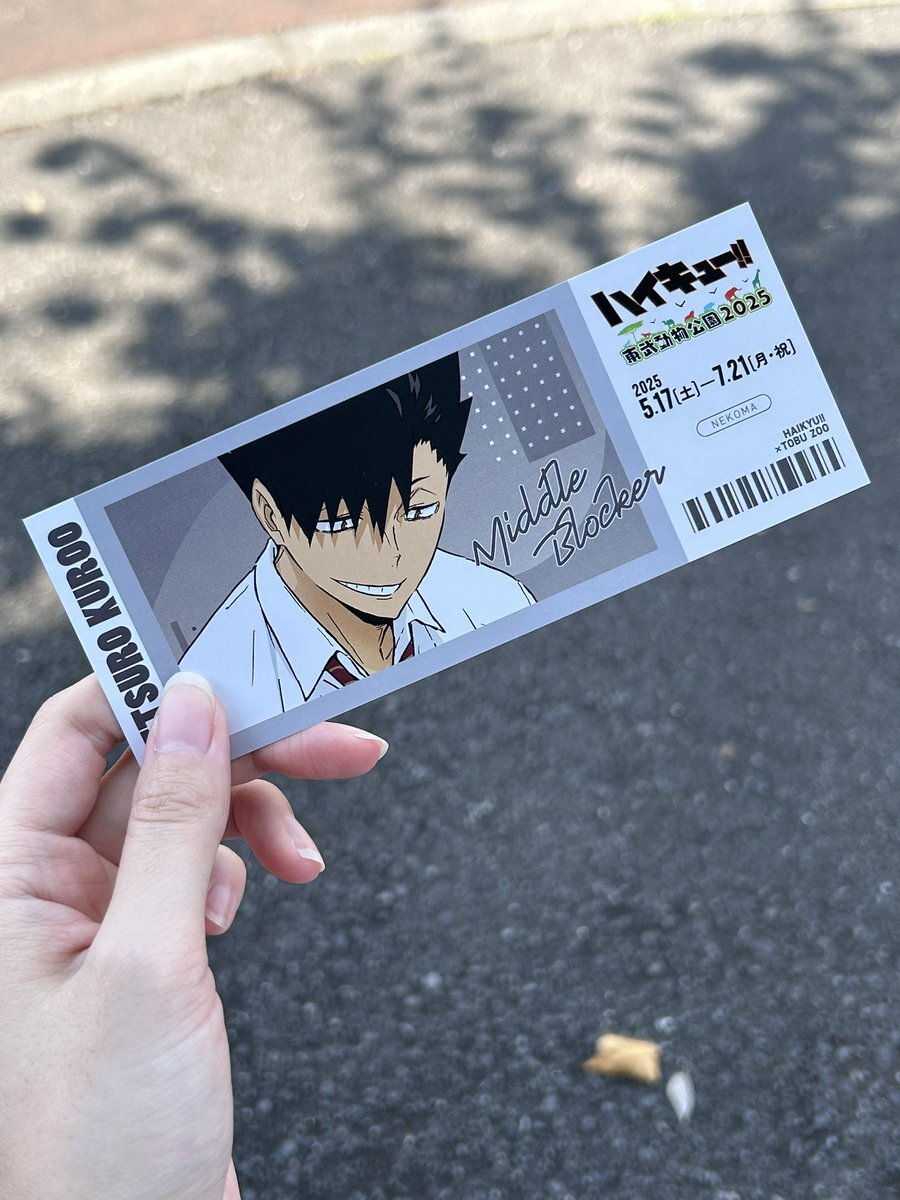 TSURO KUROO
Middle
Blocker
ハイキュー!!
東武動物公園2025
2025
5.17[土]—7.21[月・祝]
NEKOMA
HAIKYU!!
×TOBU ZOO